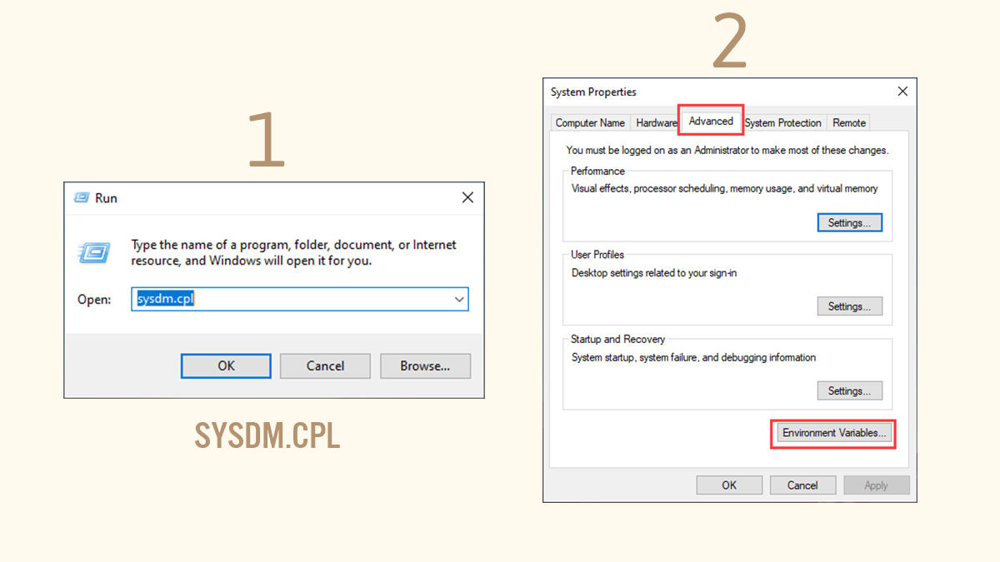 1
Run
Type the name of a program, folder, document, or Internet
resource, and Windows will open it for you.
Open:
sysdm.cpl
OK
Cancel
Browse...
SYSDM.CPL
2
System Properties
Computer Name
Hardware
Advanced
System Protection
Remote
You must be logged on as an Administrator to make most of these changes.
Performance
Visual effects, processor scheduling, memory usage, and virtual memory
Settings...
User Profiles
Desktop settings related to your sign-in
Settings...
Startup and Recovery
System startup, system failure, and debugging information
Settings...
Environment Variables...
OK
Cancel
Apply